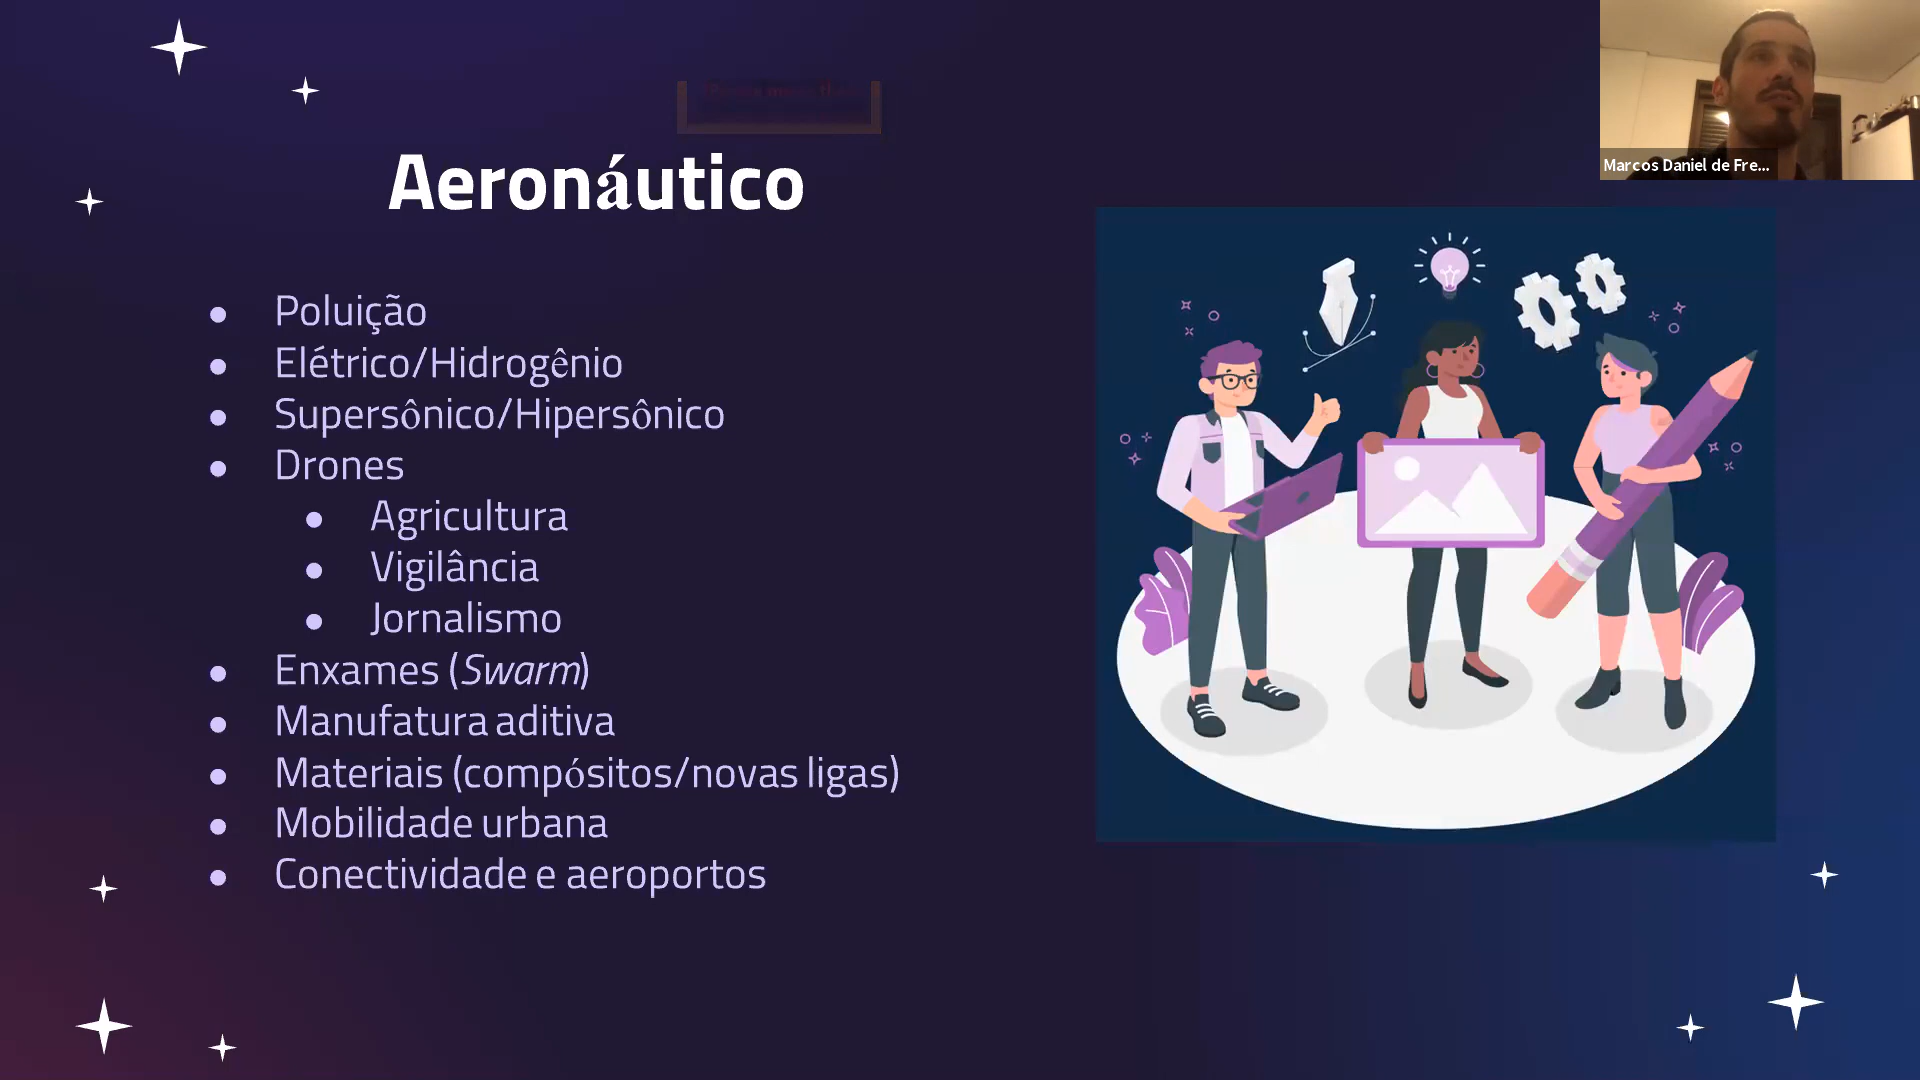 Marcos Daniel de Fre...
Aeronáutico
● Poluição
● Elétrico/Hidrogênio
● Supersônico/Hipersônico
● Drones
● Agricultura
● Vigilância
● Jornalismo
● Enxames (Swarm)
● Manufatura aditiva
● Materiais (compósitos/novas ligas)
● Mobilidade urbana
● Conectividade e aeroportos